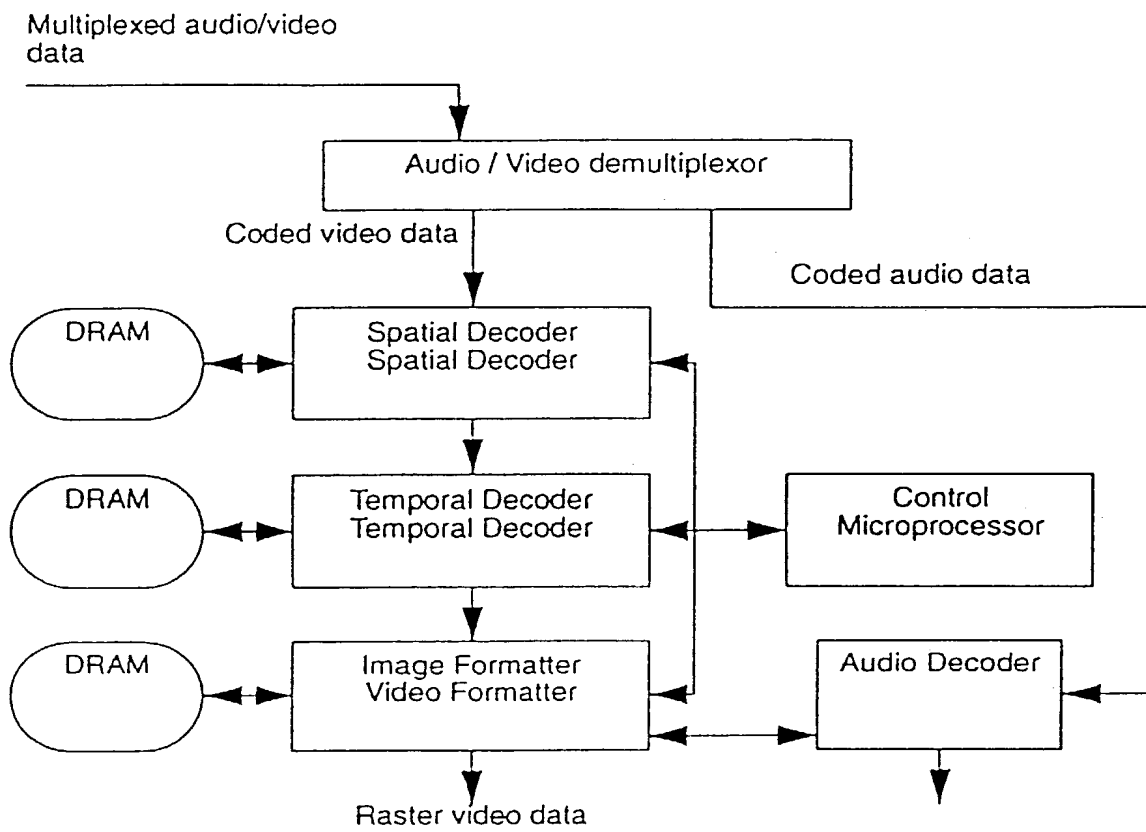 Multiplexed audio/video
data
Audio / Video demultiplexor
Coded video data
Coded audio data
DRAM
Spatial Decoder
Spatial Decoder
DRAM
Temporal Decoder
Temporal Decoder
Control
Microprocessor
DRAM
Image Formatter
Video Formatter
Audio Decoder
Raster video data